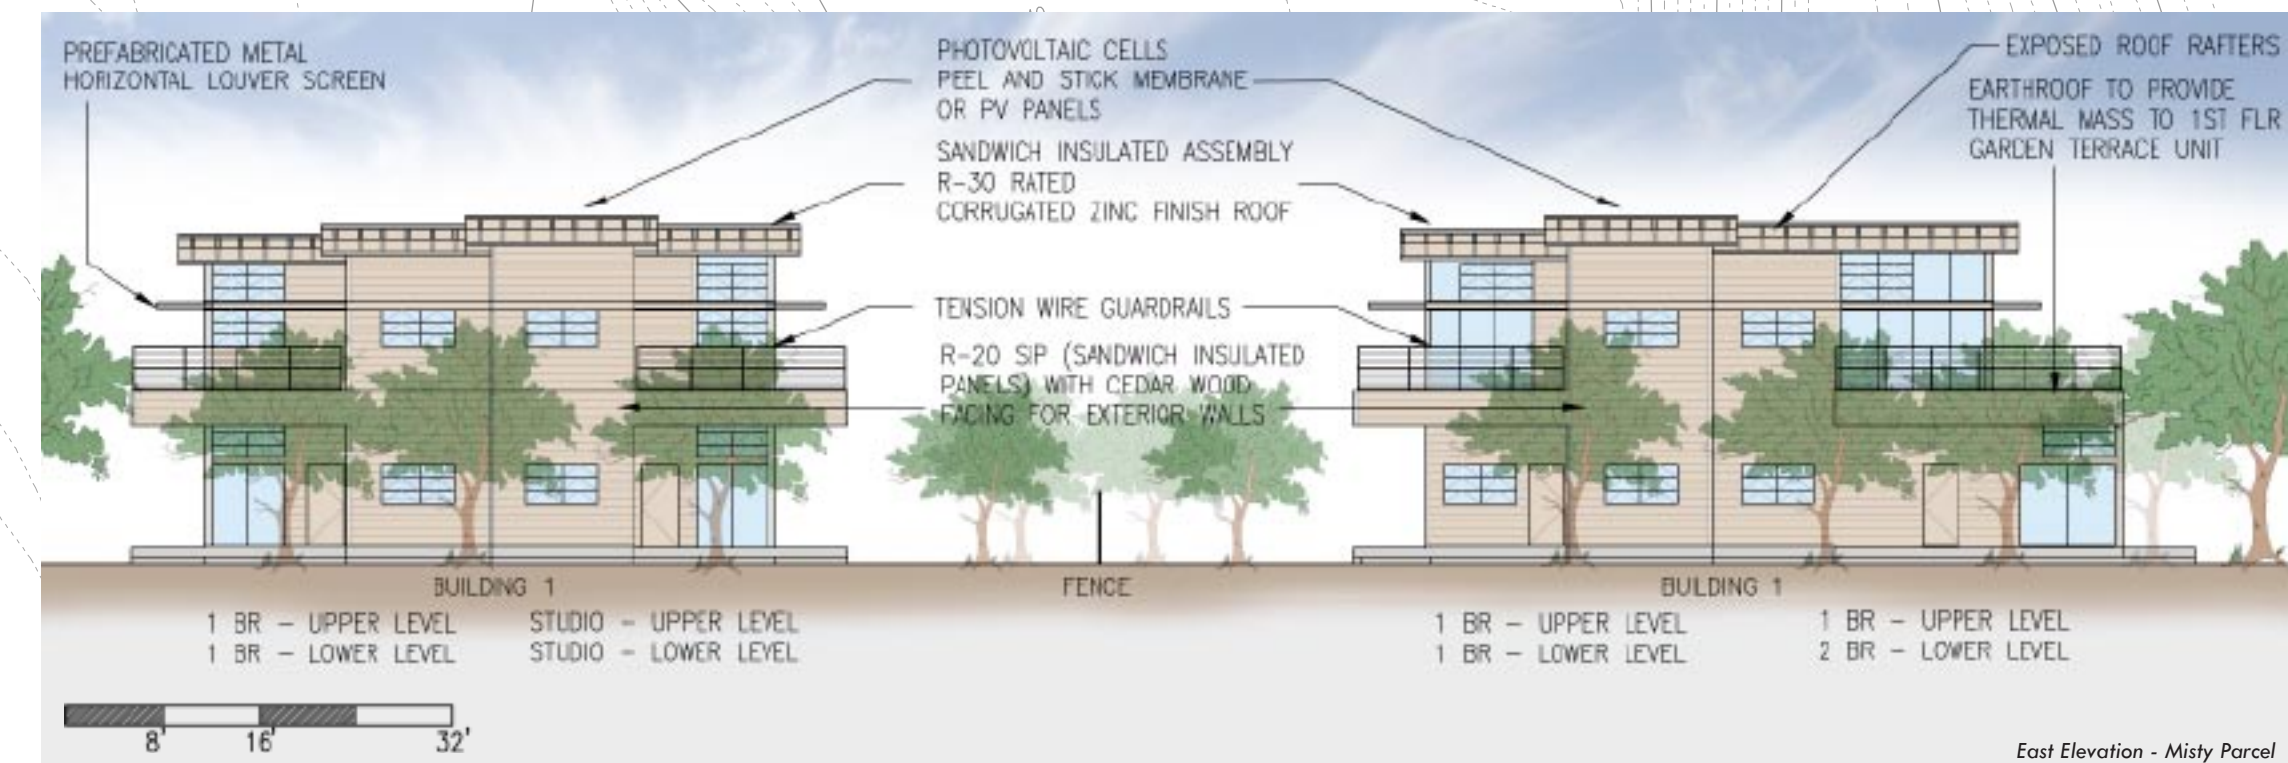 PREFABRICATED METAL
HORIZONTAL LOUVER SCREEN
PHOTOVOLTAIC CELLS
PEEL AND STICK MEMBRANE
OR PV PANELS
SANDWICH INSULATED ASSEMBLY
R-30 RATED
CORRUGATED ZINC FINISH ROOF
EXPOSED ROOF RAFTERS
EARTHROOF TO PROVIDE
THERMAL MASS TO 1ST FLR
GARDEN TERRACE UNIT
TENSION WIRE GUARDRAILS
R-20 SIP (SANDWICH INSULATED
PANELS) WITH CEDAR WOOD
FACING FOR EXTERIOR WALLS
BUILDING 1
1 BR - UPPER LEVEL
1 BR - LOWER LEVEL
STUDIO - UPPER LEVEL
STUDIO - LOWER LEVEL
FENCE
BUILDING 1
1 BR - UPPER LEVEL
1 BR - LOWER LEVEL
1 BR - UPPER LEVEL
2 BR - LOWER LEVEL
8' 16' 32'
East Elevation - Misty Parcel